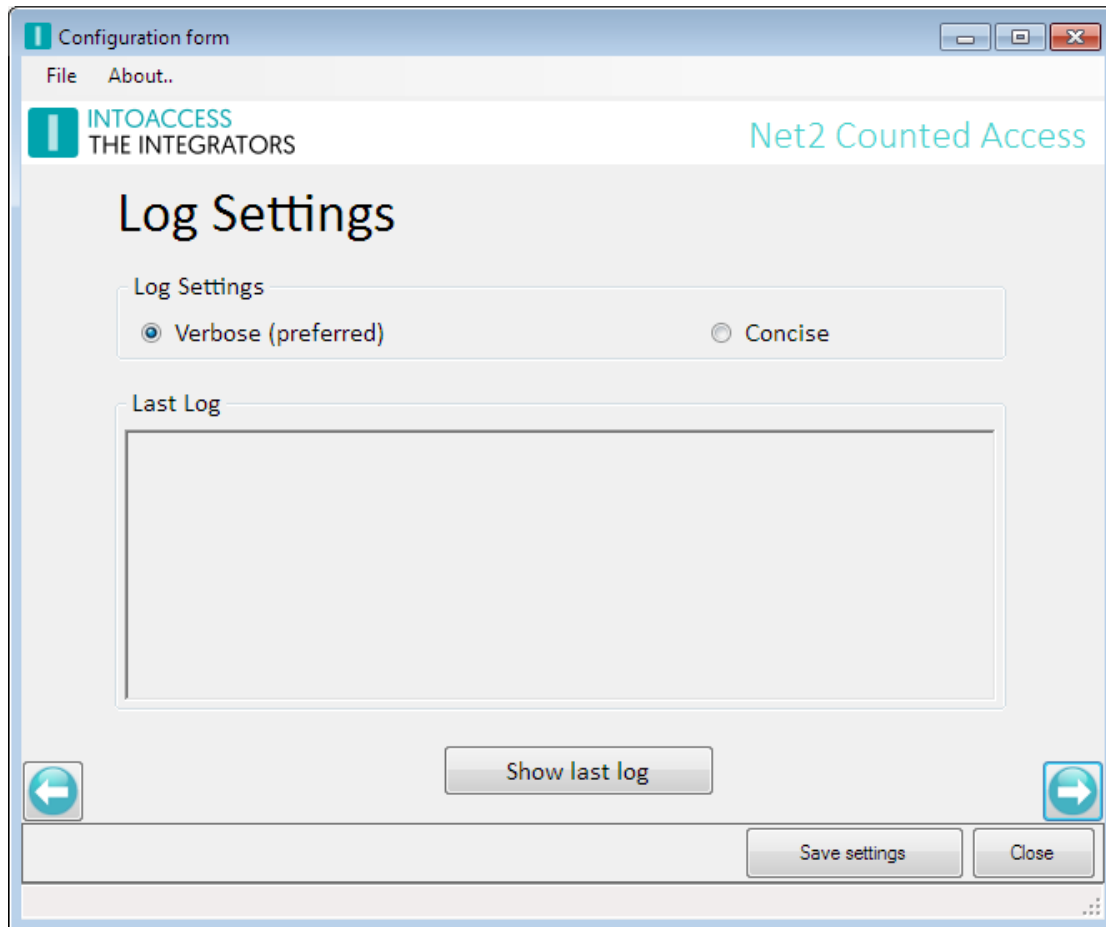 Configuration form
File About..
INTOACCESS
THE INTEGRATORS
Net2 Counted Access
Log Settings
Log Settings
Verbose (preferred) Concise
Last Log
Show last log
Save settings Close